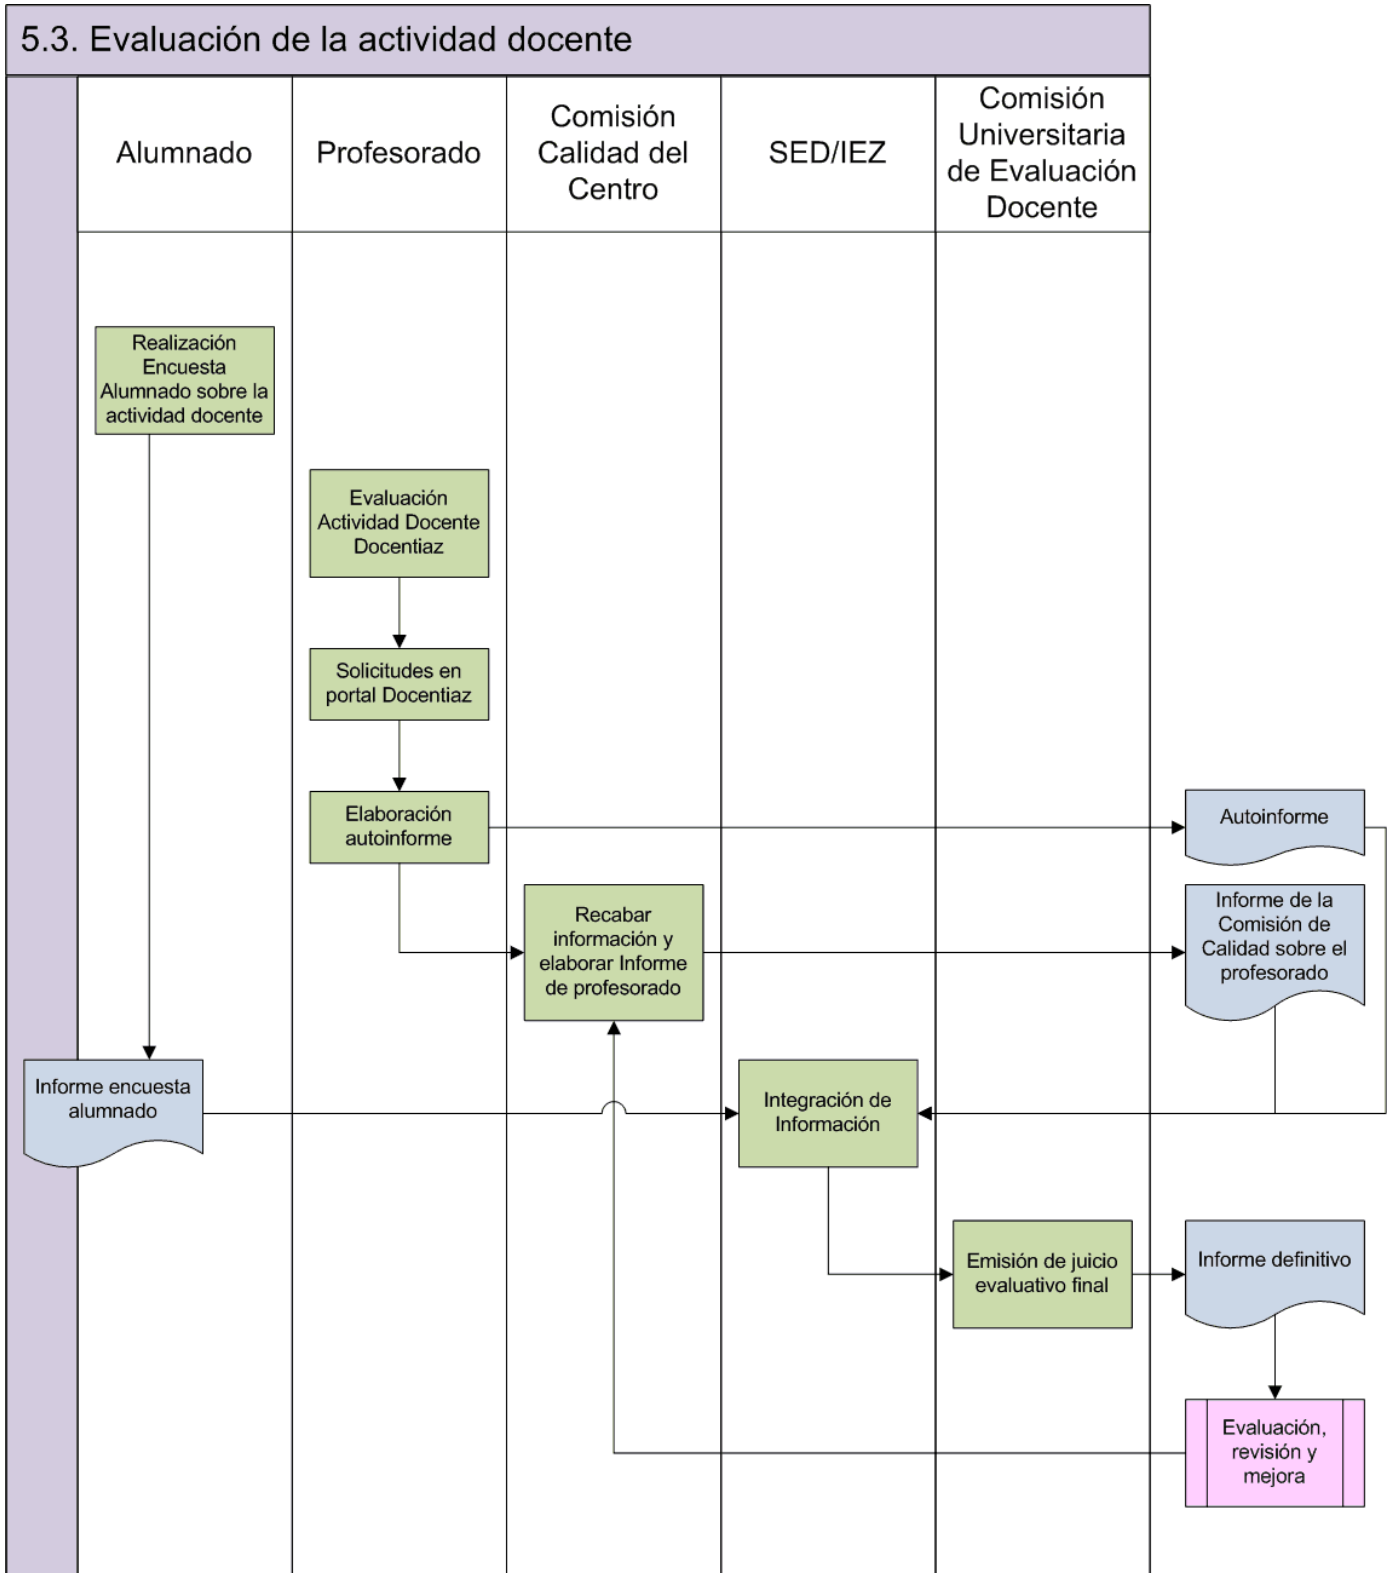 5.3. Evaluación de la actividad docente
Alumnado
Profesorado
Comisión
Calidad del
Centro
SED/IEZ
Comisión
Universitaria
de Evaluación
Docente
Realización
Encuesta
Alumnado sobre la
actividad docente
Evaluación
Actividad Docente
Docentiaz
Solicitudes en
portal Docentiaz
Elaboración
autoinforme
Autoinforme
Recabar
información y
elaborar Informe
de profesorado
Informe de la
Comisión de
Calidad sobre el
profesorado
Informe encuesta
alumnado
Integración de
Información
Emisión de juicio
evaluativo final
Informe definitivo
Evaluación,
revisión y
mejora